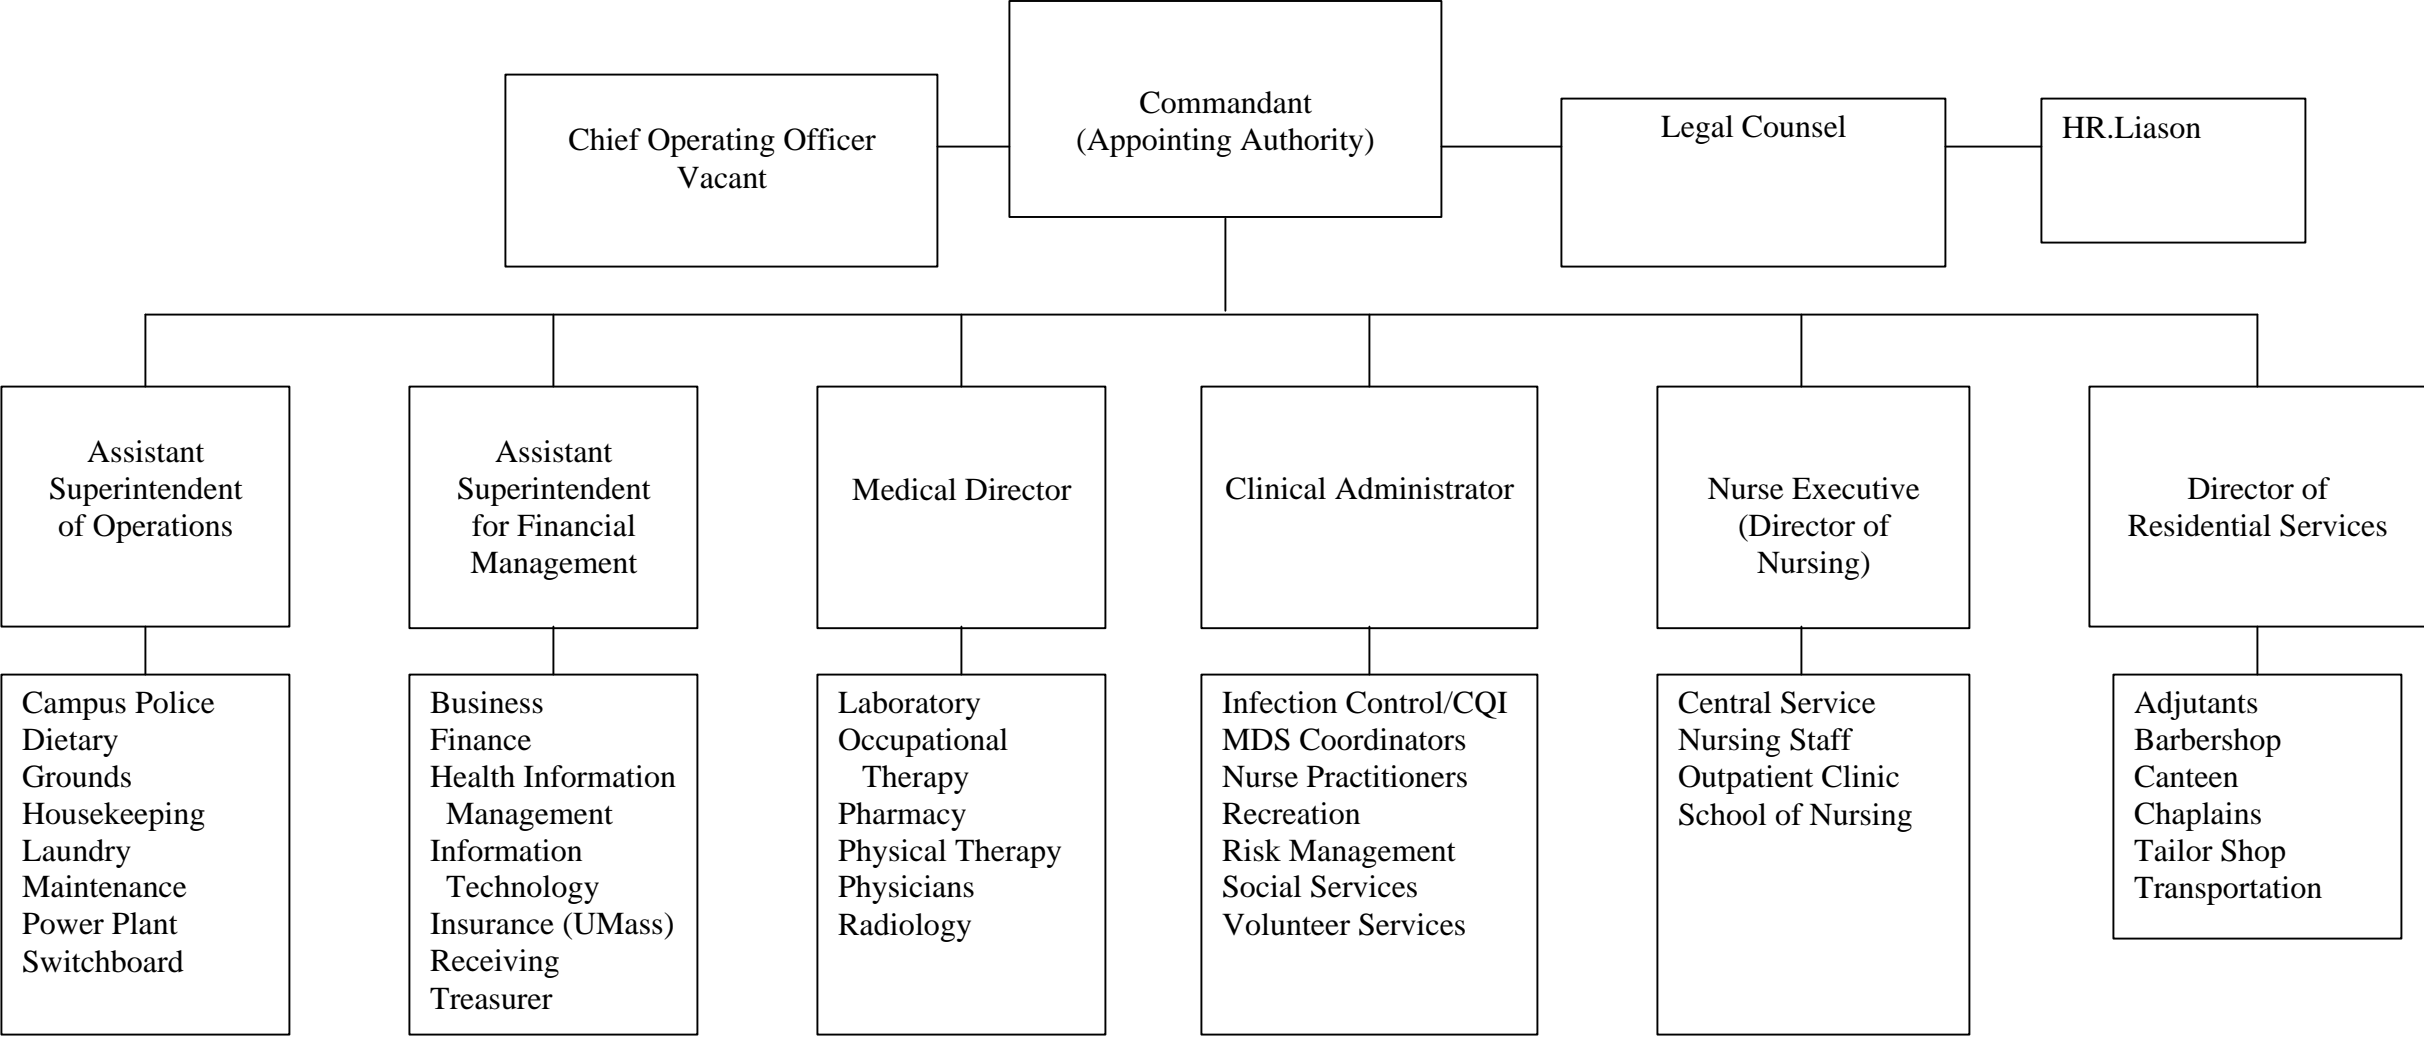 Commandant
(Appointing Authority)
Chief Operating Officer
Vacant
Legal Counsel
HR.Liason
Assistant
Superintendent
of Operations
Assistant
Superintendent
for Financial
Management
Medical Director
Clinical Administrator
Nurse Executive
(Director of
Nursing)
Director of
Residential Services
Campus Police
Dietary
Grounds
Housekeeping
Laundry
Maintenance
Power Plant
Switchboard
Business
Finance
Health Information
Management
Information
Technology
Insurance (UMass)
Receiving
Treasurer
Laboratory
Occupational
Therapy
Pharmacy
Physical Therapy
Physicians
Radiology
Infection Control/CQI
MDS Coordinators
Nurse Practitioners
Recreation
Risk Management
Social Services
Volunteer Services
Central Service
Nursing Staff
Outpatient Clinic
School of Nursing
Adjutants
Barbershop
Canteen
Chaplains
Tailor Shop
Transportation